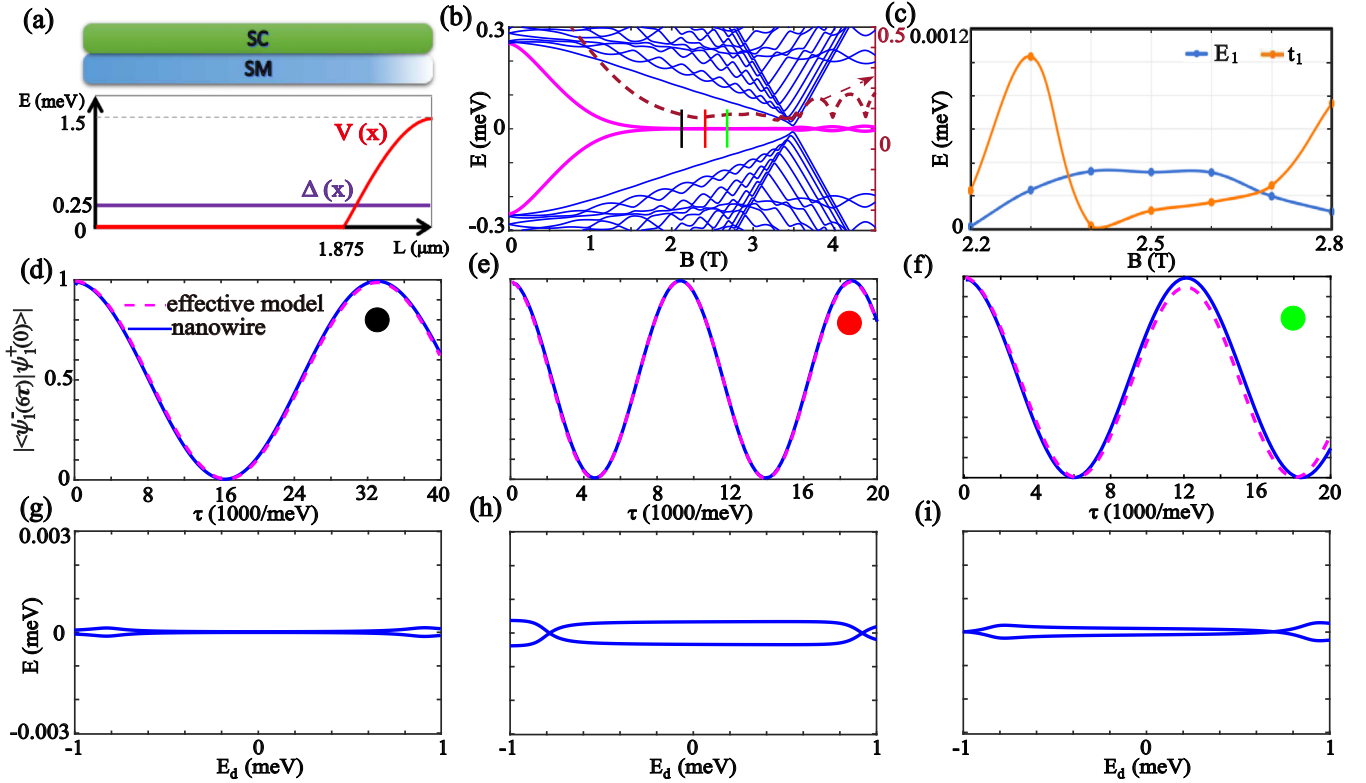 (a)
SC
SM
E (meV)
1.5
V (x)
Δ (x)
0.25
0
1.875
L (μm)
(b)
0.3
0
-0.3
E (meV)
0 1 2 3 4
B (T)
0.5
0
(c)
0.0012
0
E (meV)
E1
t1
2.2 2.5 2.8
B (T)
(d)
1
0.5
0
|<ψ₁⁻(6τ)|ψ₁⁺(0)>|
effective model
nanowire
0 8 16 24 32 40
τ (1000/meV)
(e)
0 4 8 12 16 20
τ (1000/meV)
(f)
0 4 8 12 16 20
τ (1000/meV)
(g)
0.003
0
-0.003
E (meV)
-1 0 1
E_d (meV)
(h)
-1 0 1
E_d (meV)
(i)
-1 0 1
E_d (meV)